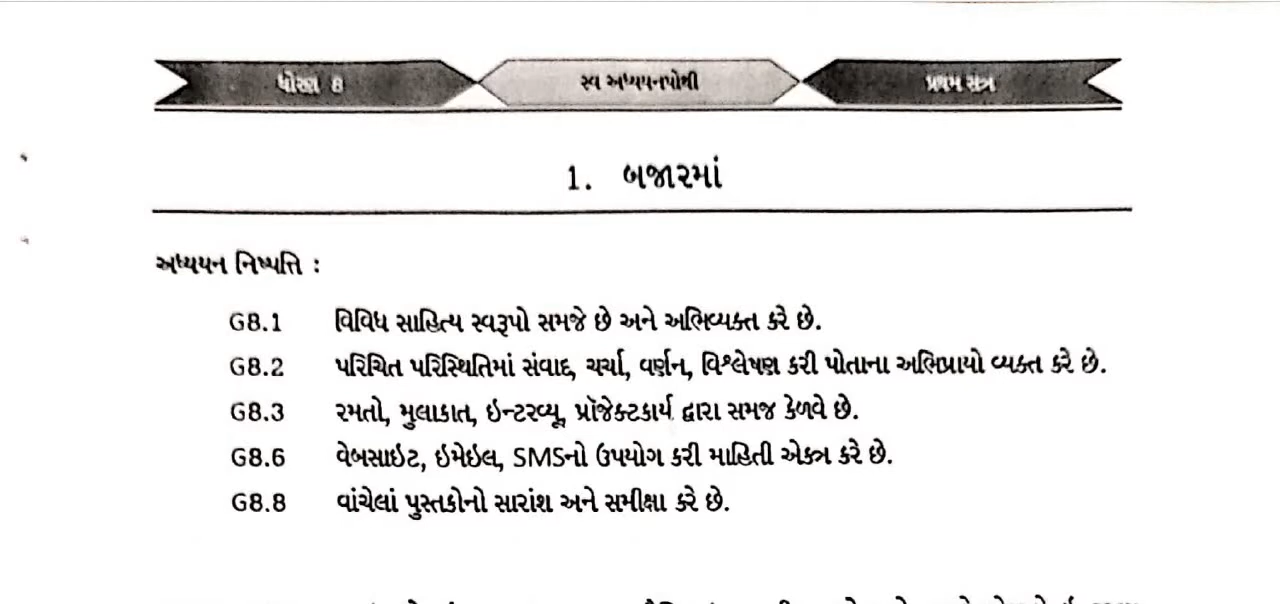 ધોરણ 8 સ્વ અધ્યયનપોથી પ્રથમ સત્ર
1. બજારમાં
અધ્યયન નિષ્પત્તિ :
G8.1 વિવિધ સાહિત્ય સ્વરૂપો સમજે છે અને અભિવ્યક્ત કરે છે.
G8.2 પરિચિત પરિસ્થિતિમાં સંવાદ, ચર્ચા, વર્ણન, વિશ્લેષણ કરી પોતાના અભિપ્રાયો વ્યક્ત કરે છે.
G8.3 રમતો, મુલાકાત, ઇન્ટરવ્યૂ, પ્રૉજેક્ટકાર્ય દ્વારા સમજ કેળવે છે.
G8.6 વેબસાઇટ, ઇમેઇલ, SMSનો ઉપયોગ કરી માહિતી એકત્ર કરે છે.
G8.8 વાંચેલાં પુસ્તકોનો સારાંશ અને સમીક્ષા કરે છે.